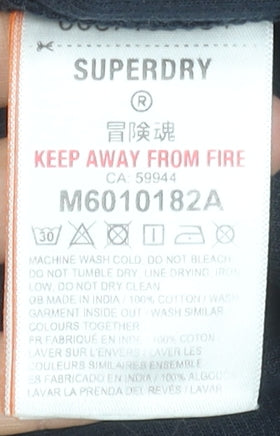 SUPERDRY
®
冒険魂
KEEP AWAY FROM FIRE
CA: 59944
M6010182A
30
MACHINE WASH COLD. DO NOT BLEACH.
DO NOT TUMBLE DRY. LINE DRYING. IRON
LOW. DO NOT DRY CLEAN
GB MADE IN INDIA / 100% COTTON / WASH
GARMENT INSIDE OUT / WASH SIMILAR
COLOURS TOGETHER
FR FABRIQUÉ EN INDE / 100% COTON /
LAVER SUR L'ENVERS / LAVER LES
COULEURS SIMILAIRES ENSEMBLE
ES FABRICADO EN INDIA / 100% ALGODÓN
LAVAR LA PRENDA DEL REVÉS / LAVAR